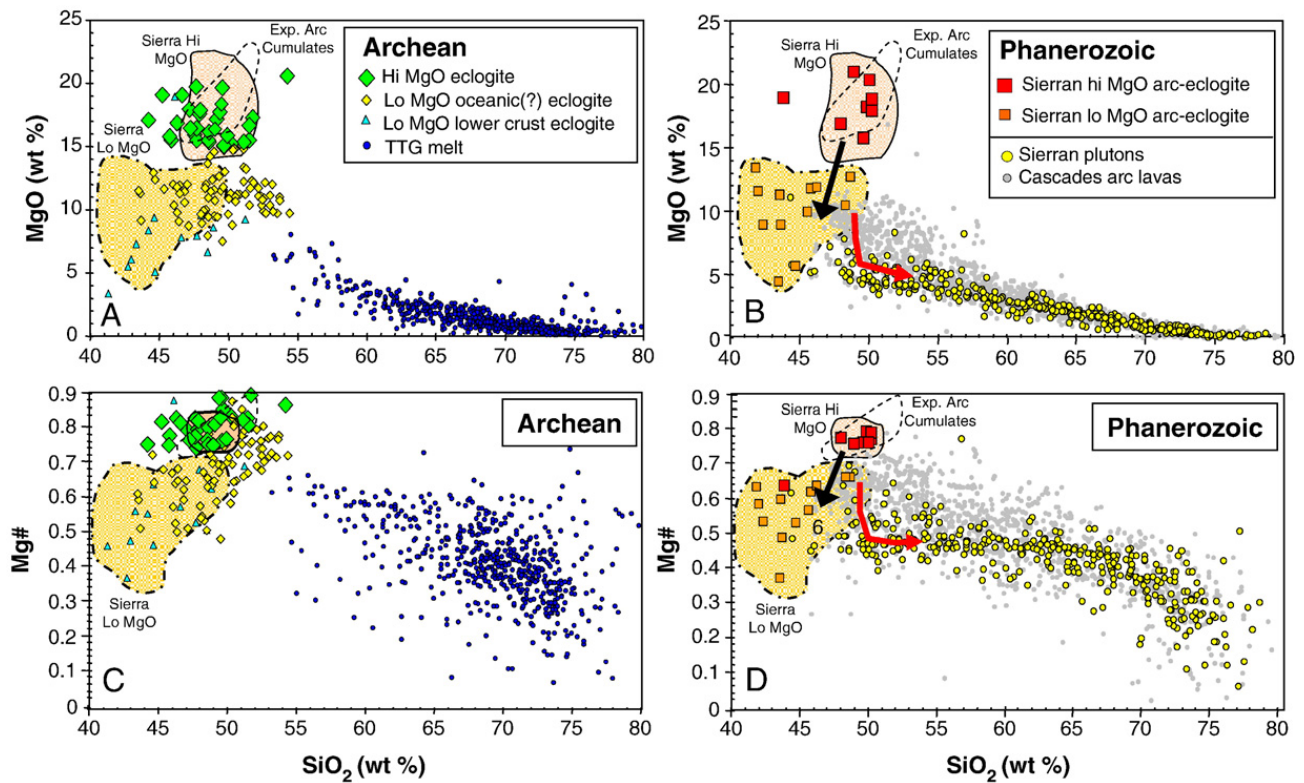 25
20
15
10
5
0
MgO (wt %)
Sierra Hi
MgO
Exp. Arc
Cumulates
Sierra
Lo MgO
A
Archean
Hi MgO eclogite
Lo MgO oceanic(?) eclogite
Lo MgO lower crust eclogite
TTG melt
40 45 50 55 60 65 70 75 80
25
20
15
10
5
0
MgO (wt %)
Sierra Hi
MgO
Exp. Arc
Cumulates
Sierra
Lo MgO
B
Phanerozoic
Sierran hi MgO arc-eclogite
Sierran lo MgO arc-eclogite
Sierran plutons
Cascades arc lavas
40 45 50 55 60 65 70 75 80
0.9
0.8
0.7
0.6
0.5
0.4
0.3
0.2
0.1
0
Mg#
Archean
Sierra
Lo MgO
C
40 45 50 55 60 65 70 75 80
SiO2 (wt %)
0.9
0.8
0.7
0.6
0.5
0.4
0.3
0.2
0.1
0
Mg#
Sierra Hi
MgO
Exp. Arc
Cumulates
Phanerozoic
6
Sierra
Lo MgO
D
40 45 50 55 60 65 70 75 80
SiO2 (wt %)